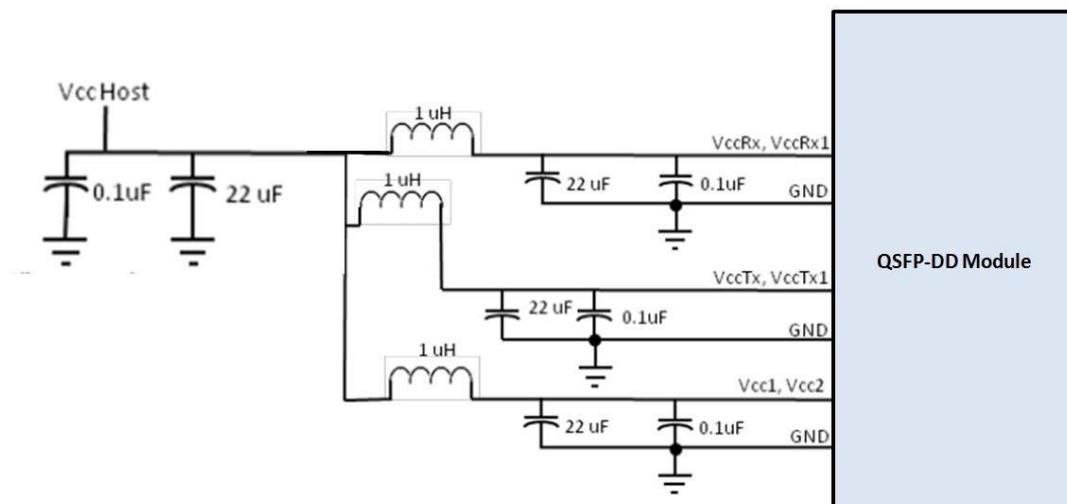 VccHost
0.1uF
22 uF
1 uH
VccRx, VccRx1
22 uF
0.1uF
GND
1 uH
VccTx, VccTx1
22 uF
0.1uF
GND
1 uH
Vcc1, Vcc2
22 uF
0.1uF
GND
QSFP-DD Module